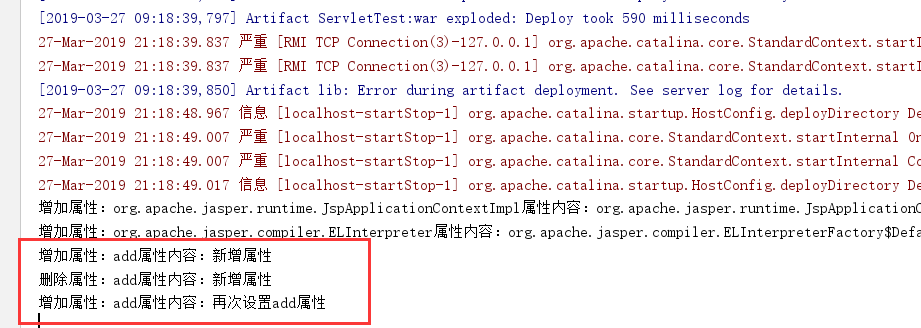 [2019-03-27 09:18:39,797] Artifact ServletTest:war exploded: Deploy took 590 milliseconds
27-Mar-2019 21:18:39.837 严重 [RMI TCP Connection(3)-127.0.0.1] org.apache.catalina.core.StandardContext.startI
27-Mar-2019 21:18:39.837 严重 [RMI TCP Connection(3)-127.0.0.1] org.apache.catalina.core.StandardContext.startI
[2019-03-27 09:18:39,850] Artifact lib: Error during artifact deployment. See server log for details.
27-Mar-2019 21:18:48.967 信息 [localhost-startStop-1] org.apache.catalina.startup.HostConfig.deployDirectory De
27-Mar-2019 21:18:49.007 严重 [localhost-startStop-1] org.apache.catalina.core.StandardContext.startInternal On
27-Mar-2019 21:18:49.007 严重 [localhost-startStop-1] org.apache.catalina.core.StandardContext.startInternal Co
27-Mar-2019 21:18:49.017 信息 [localhost-startStop-1] org.apache.catalina.startup.HostConfig.deployDirectory De
增加属性：org.apache.jasper.runtime.JspApplicationContextImpl属性内容：org.apache.jasper.runtime.JspApplicationC
增加属性：org.apache.jasper.compiler.ELInterpreter属性内容：org.apache.jasper.compiler.ELInterpreterFactory$Defa
增加属性：add属性内容：新增属性
删除属性：add属性内容：新增属性
增加属性：add属性内容：再次设置add属性